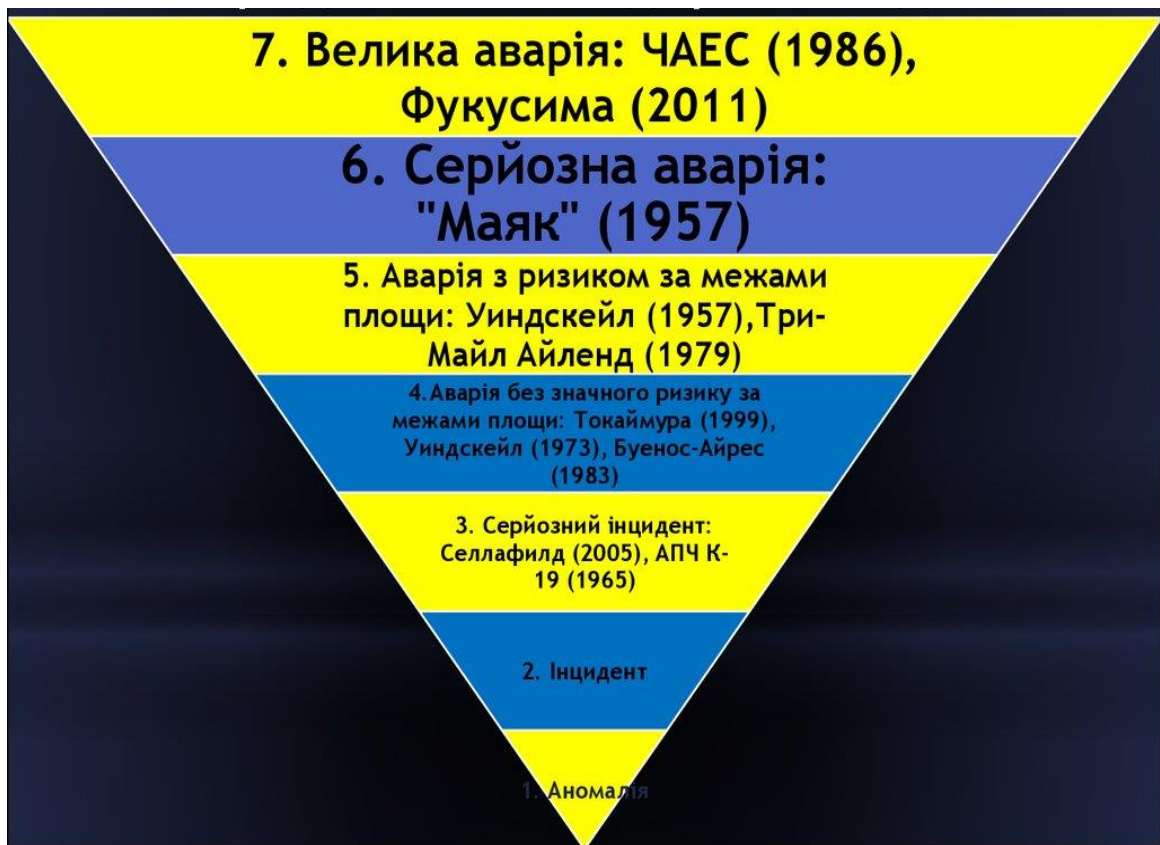 7. Велика аварія: ЧАЕС (1986),
Фукусима (2011)
6. Серйозна аварія:
"Маяк" (1957)
5. Аварія з ризиком за межами
площи: Уиндскейл (1957),Три-
Майл Айленд (1979)
4.Аварія без значного ризику за
межами площи: Токаймура (1999),
Уиндскейл (1973), Буенос-Айрес
(1983)
3. Серйозний інцидент:
Селлафилд (2005), АПЧ К-
19 (1965)
2. Інцидент
1. Аномалія